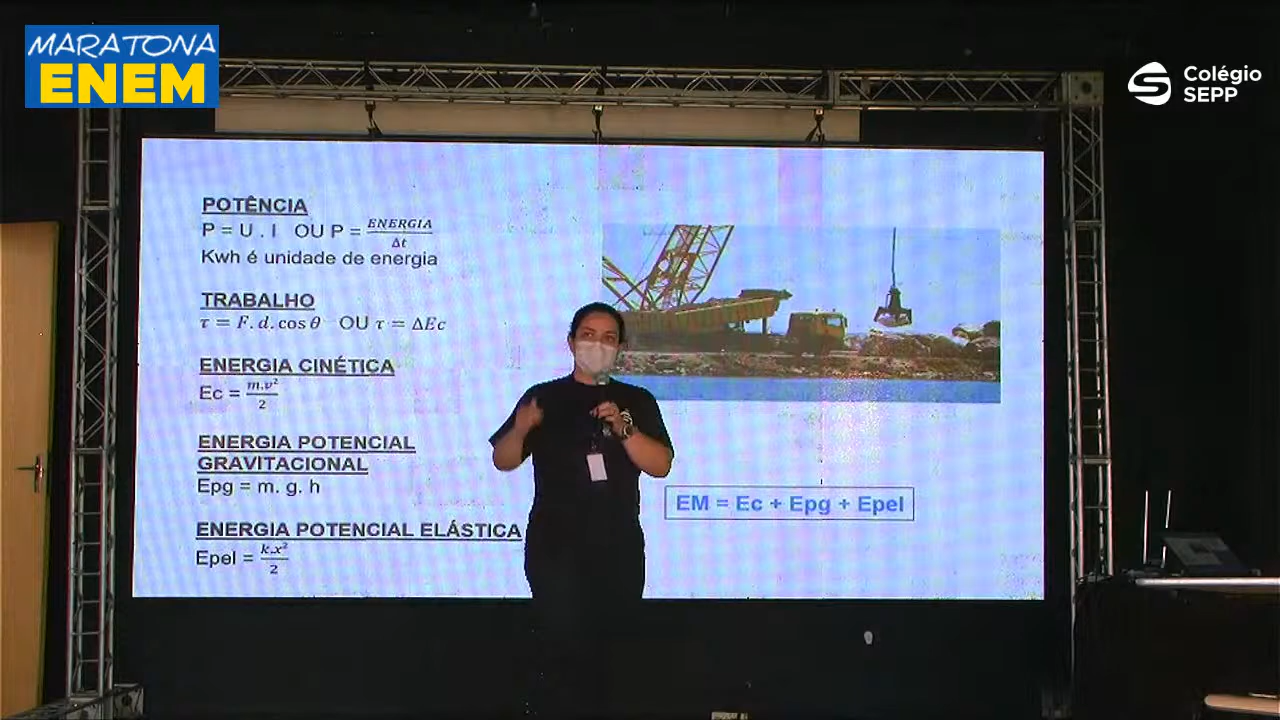 MARATONA
ENEM
Colégio
SEPP
POTÊNCIA
P = U . I OU P = ENERGIA/Δt
Kwh é unidade de energia
TRABALHO
τ = F. d. cos θ OU τ = ΔEc
ENERGIA CINÉTICA
Ec = m.v²/2
ENERGIA POTENCIAL
GRAVITACIONAL
Epg = m. g. h
ENERGIA POTENCIAL ELÁSTICA
Epel = k.x²/2
EM = Ec + Epg + Epel